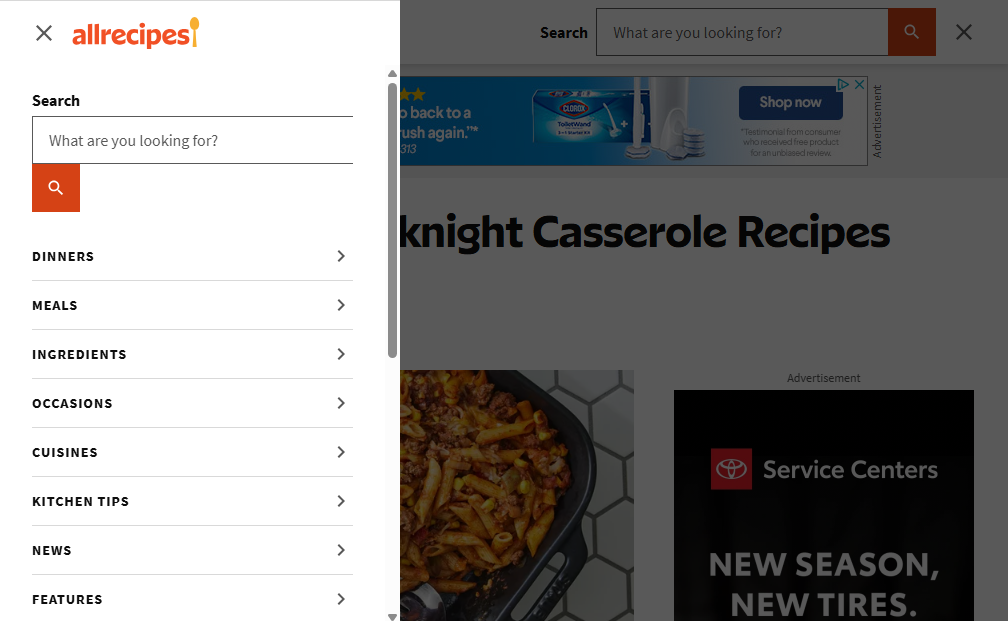 allrecipes
Search
What are you looking for?
DINNERS
MEALS
INGREDIENTS
OCCASIONS
CUISINES
KITCHEN TIPS
NEWS
FEATURES
Search
What are you looking for?
back to a
rush again."*
313
CLOROX
ToiletWand
Shop now
*Testimonial from consumer
who received free product
for an unbiased review.
Advertisement
knight Casserole Recipes
Advertisement
Service Centers
NEW SEASON,
NEW TIRES.